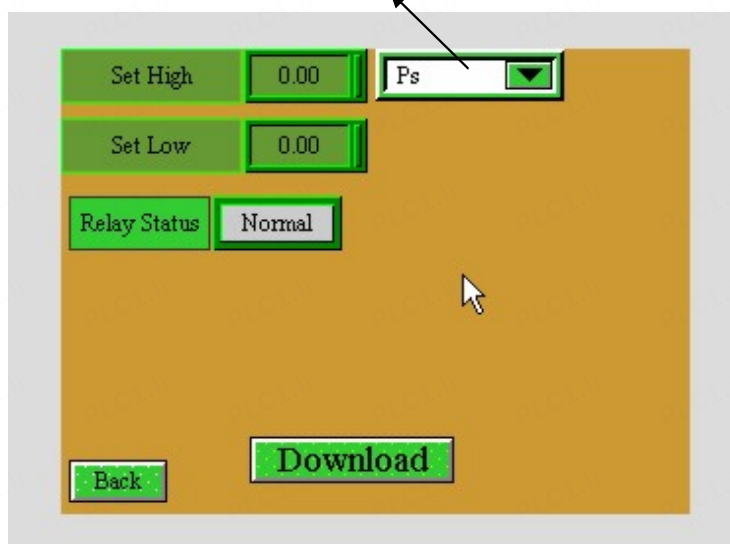 Set High 0.00 Ps
Set Low 0.00
Relay Status Normal
Download
Back